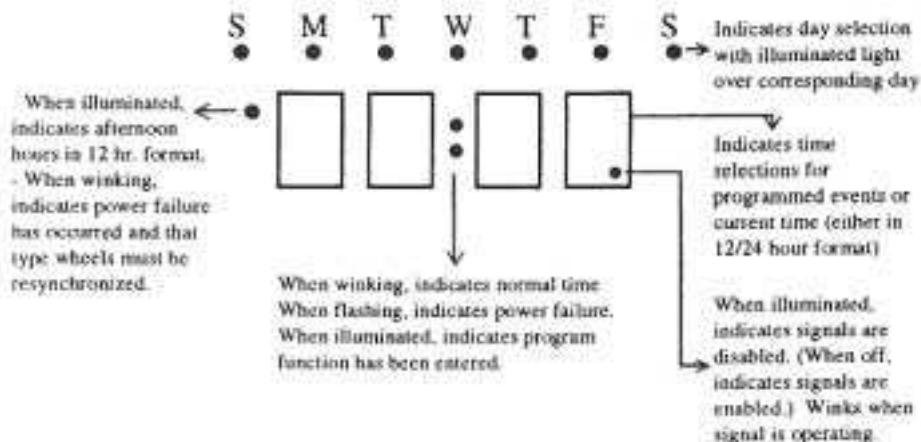 S M T W T F S
Indicates day selection
with illuminated light
over corresponding day
When illuminated,
indicates afternoon
hours in 12 hr. format.
- When winking,
indicates power failure
has occurred and that
type wheels must be
resynchronized.
Indicates time
selections for
programmed events or
current time (either in
12/24 hour format)
When winking, indicates normal time
When flashing, indicates power failure.
When illuminated, indicates program
function has been entered.
When illuminated,
indicates signals are
disabled. (When off,
indicates signals are
enabled.) Winks when
signal is operating.